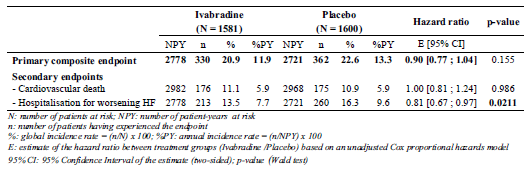 Ivabradine Placebo Hazard ratio p-value
(N = 1581) (N = 1600)
NPY n % %PY NPY n % %PY E [95% CI]
Primary composite endpoint 2778 330 20.9 11.9 2721 362 22.6 13.3 0.90 [0.77 ; 1.04) 0.155
Secondary endpoints
- Cardiovascular death 2982 176 11.1 5.9 2968 175 10.9 5.9 1.00 [0.81 ; 1.24] 0.986
- Hospitalisation for worsening HF 2778 213 13.5 7.7 2721 260 16.3 9.6 0.81 [0.67 ; 0.97] 0.0211
N: number of patients at risk; NPY: number of patient-years at risk
n: number of patients having experienced the endpoint
%: global incidence rate = (n/N) x 100; %PY: annual incidence rate = (n/NPY) x 100
E: estimate of the hazard ratio between treatment groups (Ivabradine /Placebo) based on an unadjusted Cox proportional hazards model
95% CI: 95% Confidence Interval of the estimate (two-sided); p-value (Wald test)